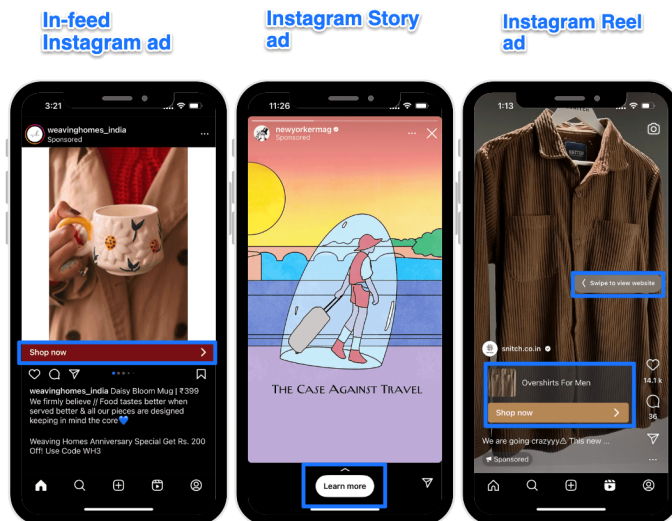 In-feed
Instagram ad
Instagram Story
ad
Instagram Reel
ad
3:21
weavinghomes_india
Sponsored
Shop now
weavinghomes_india Daisy Bloom Mug | ₹399
We firmly believe // Food tastes better when
served better & all our pieces are designed
keeping in mind the core💙
Weaving Homes Anniversary Special Get Rs. 200
Off! Use Code WH3
11:26
newyorkermag
Sponsored
THE CASE AGAINST TRAVEL
Learn more
1:13
Swipe to view website
snitch.co.in
Overshirts For Men
Shop now
14.1 k
36
We are going crazyyy⚠ This new ...
Sponsored